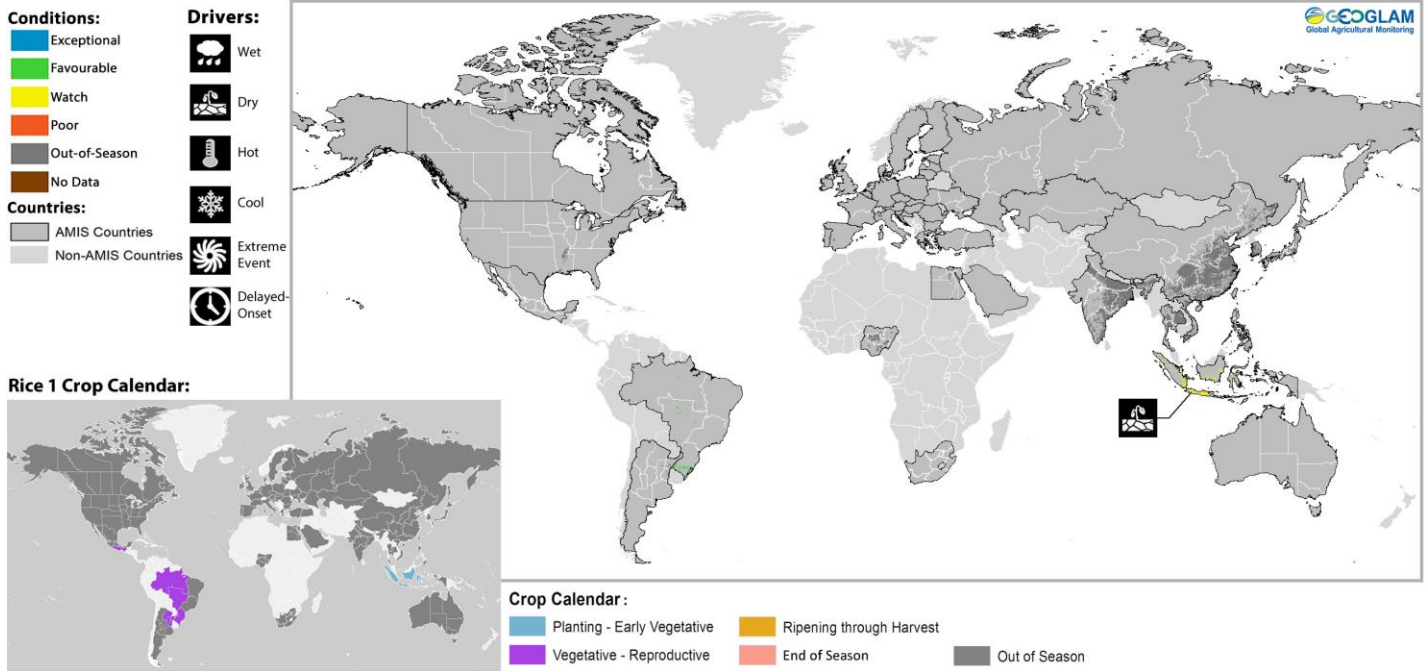 Conditions:
Exceptional
Favourable
Watch
Poor
Out-of-Season
No Data
Countries:
AMIS Countries
Non-AMIS Countries
Drivers:
Wet
Dry
Hot
Cool
Extreme
Event
Delayed-
Onset
GEOGLAM
Global Agricultural Monitoring
Rice 1 Crop Calendar:
Crop Calendar :
Planting - Early Vegetative
Vegetative - Reproductive
Ripening through Harvest
End of Season
Out of Season